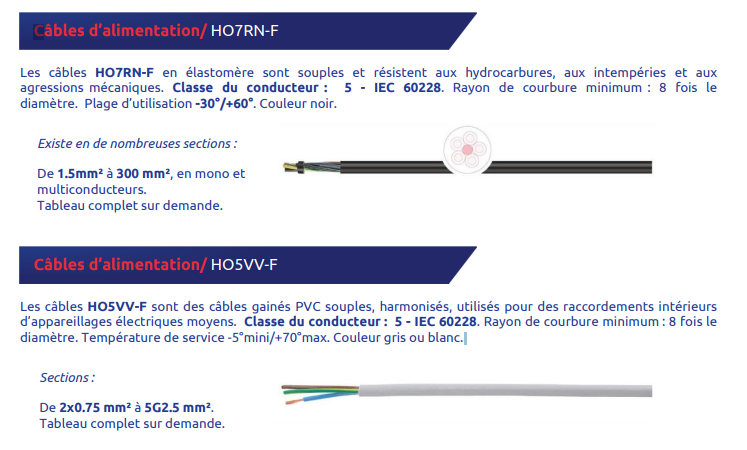 Câbles d'alimentation/ HO7RN-F
Les câbles HO7RN-F en élastomère sont souples et résistent aux hydrocarbures, aux intempéries et aux
agressions mécaniques. Classe du conducteur : 5 - IEC 60228. Rayon de courbure minimum : 8 fois le
diamètre. Plage d'utilisation -30°/+60°. Couleur noir.
Existe en de nombreuses sections :
De 1.5mm² à 300 mm², en mono et
multiconducteurs.
Tableau complet sur demande.
Câbles d'alimentation/ HO5VV-F
Les câbles HO5VV-F sont des câbles gainés PVC souples, harmonisés, utilisés pour des raccordements intérieurs
d'appareillages électriques moyens. Classe du conducteur : 5 - IEC 60228. Rayon de courbure minimum : 8 fois le
diamètre. Température de service -5°mini/+70°max. Couleur gris ou blanc.
Sections :
De 2x0.75 mm² à 5G2.5 mm².
Tableau complet sur demande.